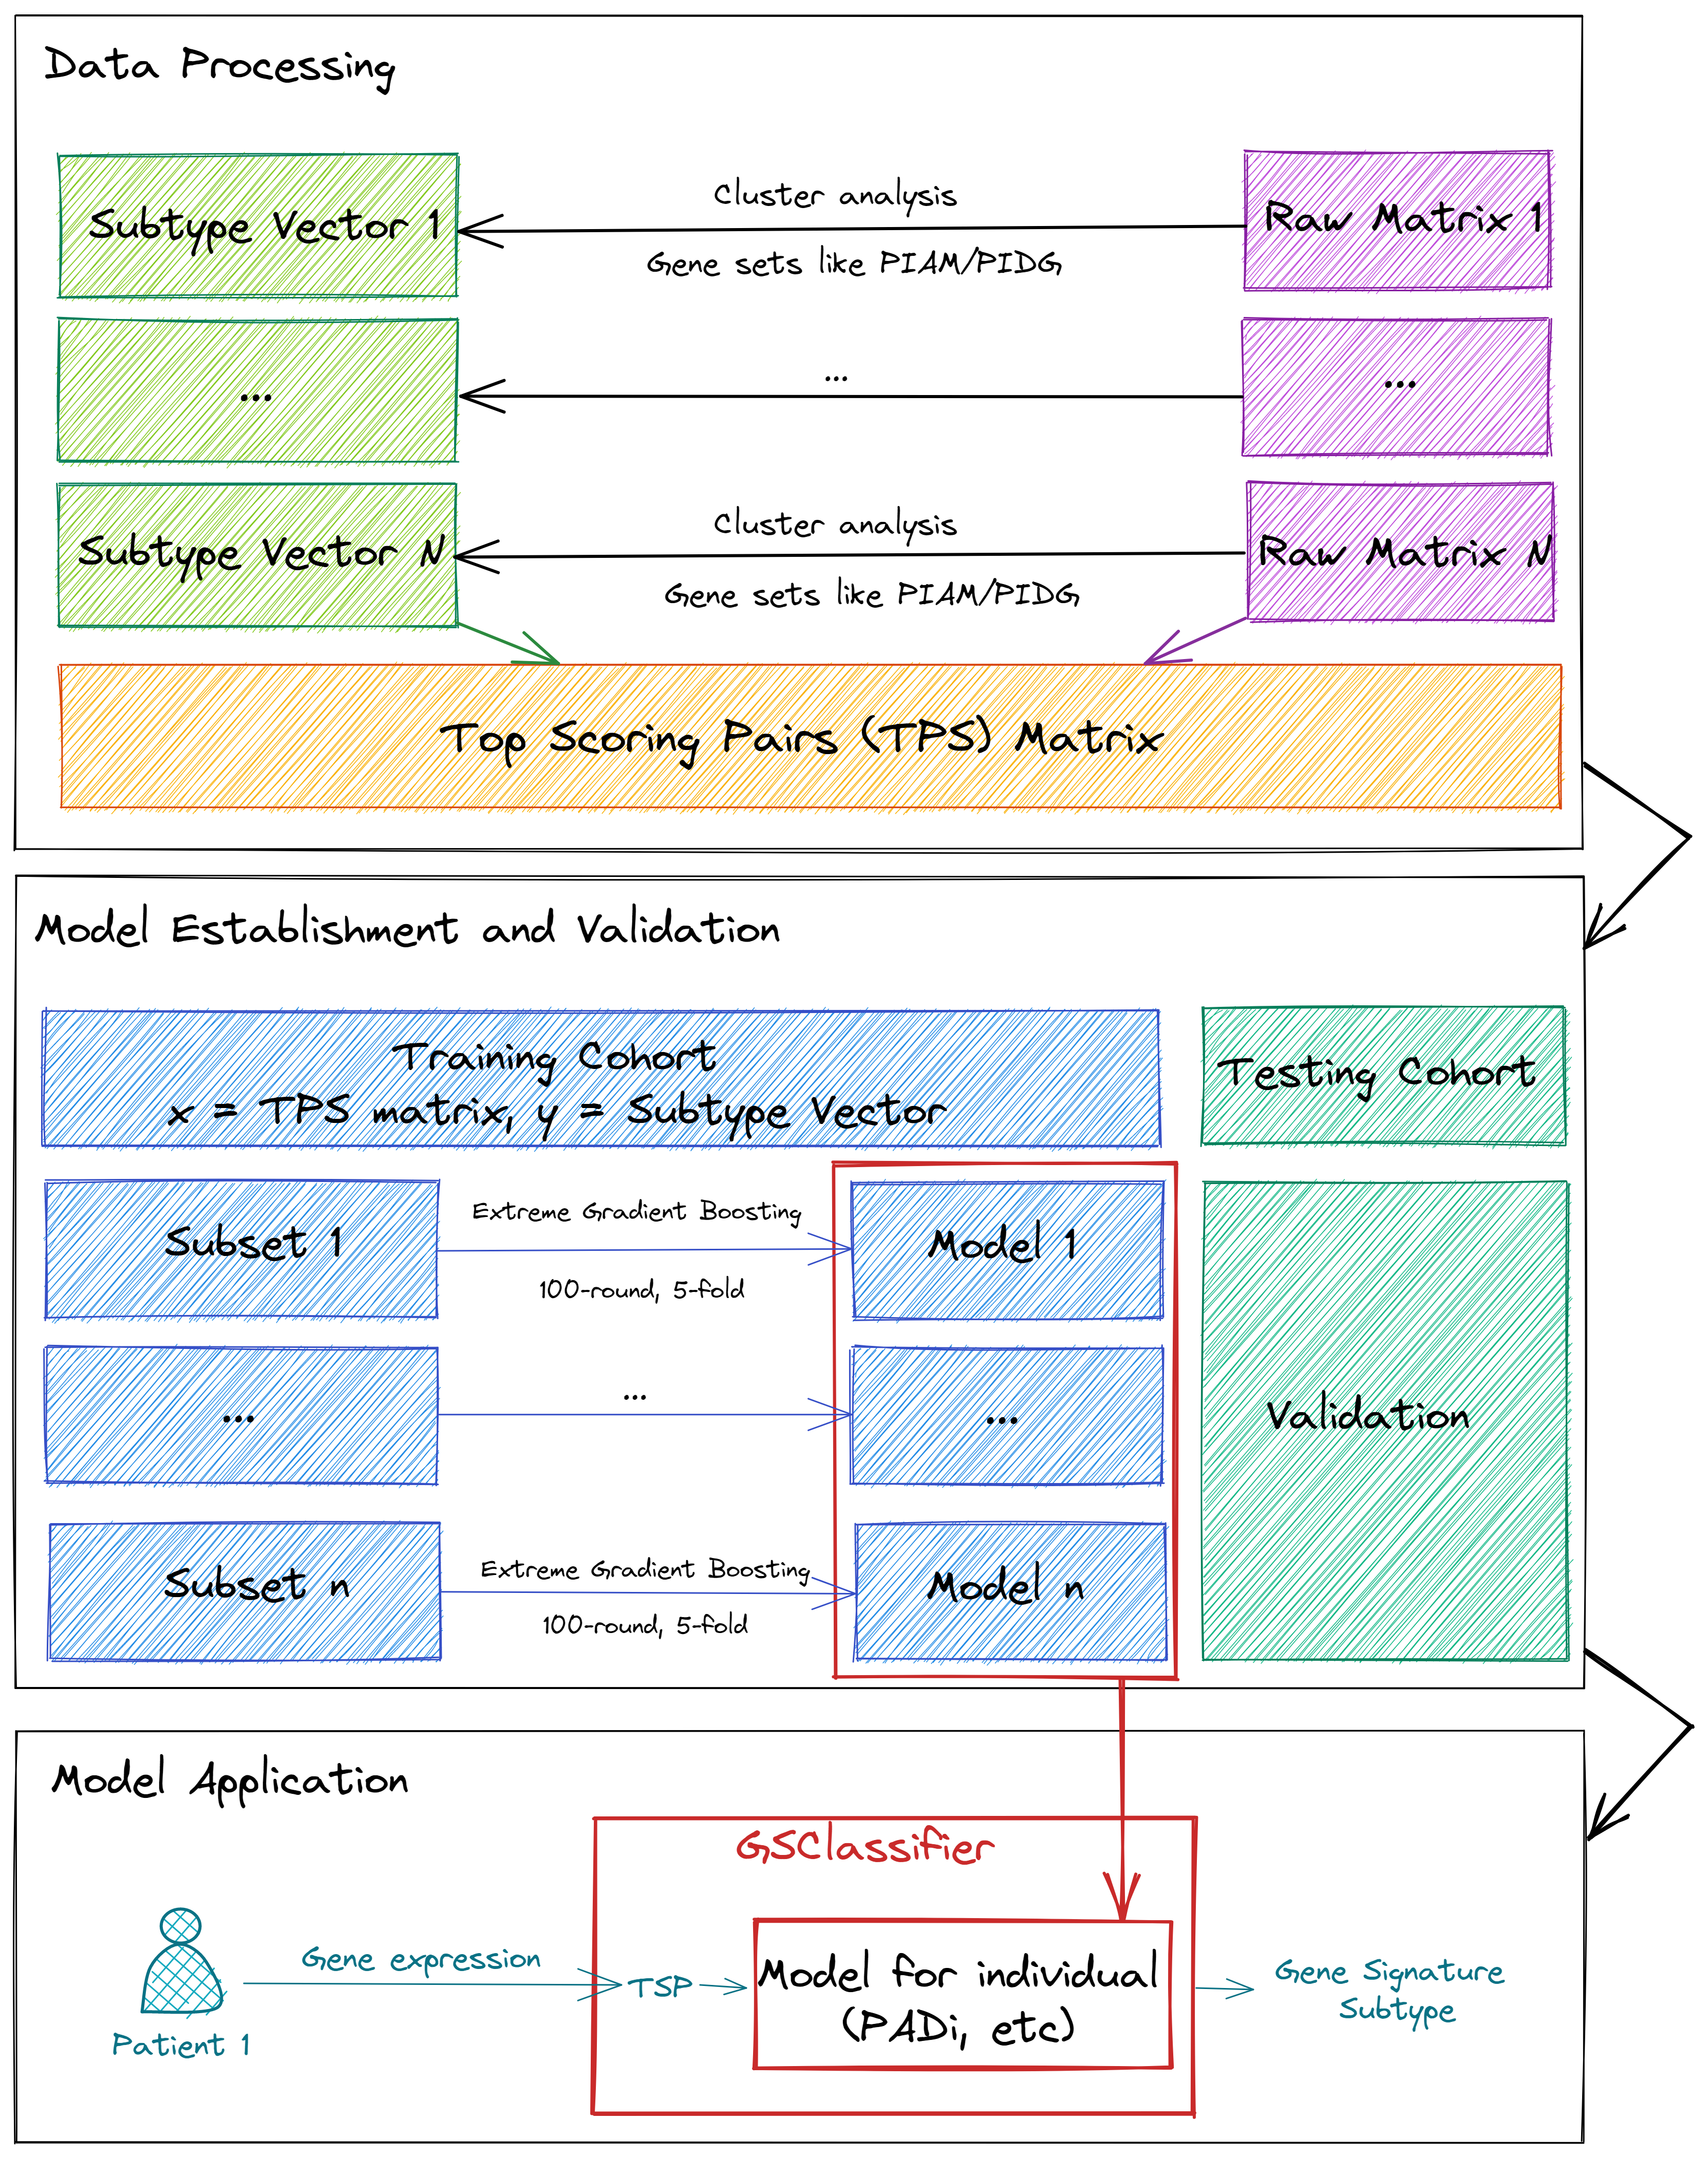 Data Processing
Subtype Vector 1
Cluster analysis
Gene sets like PIAM/PIDG
Raw Matrix 1
...
...
...
Subtype Vector N
Cluster analysis
Gene sets like PIAM/PIDG
Raw Matrix N
Top Scoring Pairs (TPS) Matrix
Model Establishment and Validation
Training Cohort
x = TPS matrix, y = Subtype Vector
Testing Cohort
Subset 1
Extreme Gradient Boosting
100-round, 5-fold
Model 1
...
...
...
Validation
Subset n
Extreme Gradient Boosting
100-round, 5-fold
Model n
Model Application
GSClassifier
Patient 1
Gene expression
TSP
Model for individual
(PADi, etc)
Gene Signature
Subtype